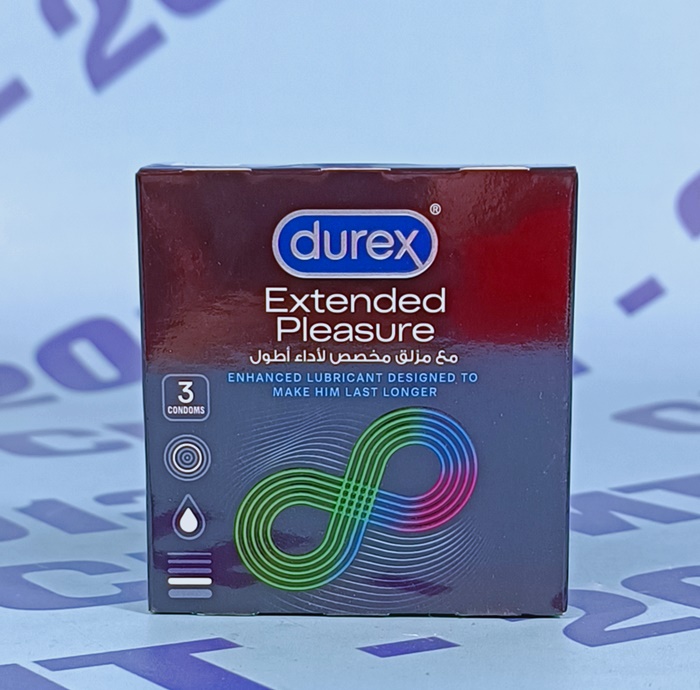 durex®
Extended
Pleasure
مع مزلق مخصص لأداء أطول
ENHANCED LUBRICANT DESIGNED TO
MAKE HIM LAST LONGER
3
CONDOMS